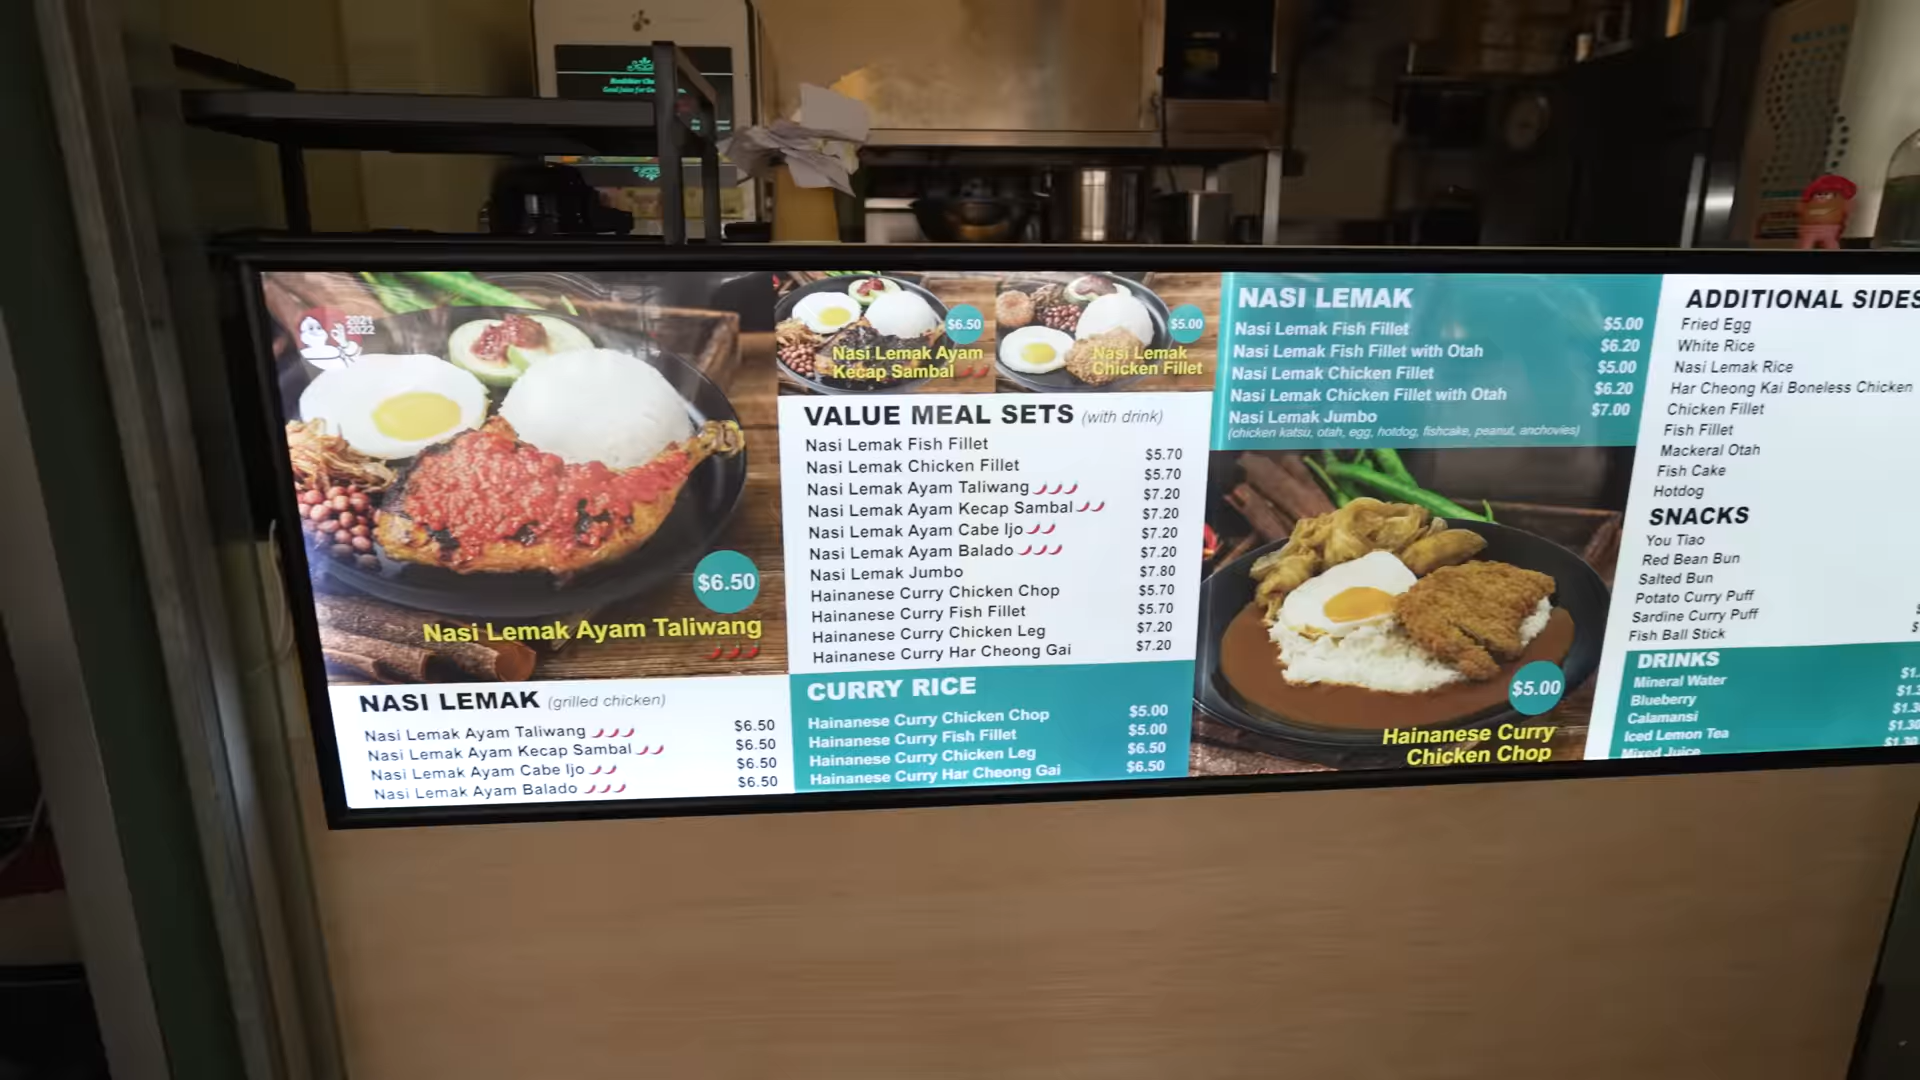 2021
2022
$6.50
Nasi Lemak Ayam Taliwang
NASI LEMAK (grilled chicken)
Nasi Lemak Ayam Taliwang $6.50
Nasi Lemak Ayam Kecap Sambal $6.50
Nasi Lemak Ayam Cabe Ijo $6.50
Nasi Lemak Ayam Balado $6.50
$6.50
Nasi Lemak Ayam
Kecap Sambal
$5.00
Nasi Lemak
Chicken Fillet
VALUE MEAL SETS (with drink)
Nasi Lemak Fish Fillet $5.70
Nasi Lemak Chicken Fillet $5.70
Nasi Lemak Ayam Taliwang $7.20
Nasi Lemak Ayam Kecap Sambal $7.20
Nasi Lemak Ayam Cabe Ijo $7.20
Nasi Lemak Ayam Balado $7.20
Nasi Lemak Jumbo $7.80
Hainanese Curry Chicken Chop $5.70
Hainanese Curry Fish Fillet $5.70
Hainanese Curry Chicken Leg $7.20
Hainanese Curry Har Cheong Gai $7.20
CURRY RICE
Hainanese Curry Chicken Chop $5.00
Hainanese Curry Fish Fillet $5.00
Hainanese Curry Chicken Leg $6.50
Hainanese Curry Har Cheong Gai $6.50
NASI LEMAK
Nasi Lemak Fish Fillet $5.00
Nasi Lemak Fish Fillet with Otah $6.20
Nasi Lemak Chicken Fillet $5.00
Nasi Lemak Chicken Fillet with Otah $6.20
Nasi Lemak Jumbo $7.00
(chicken katsu, otah, egg, hotdog, fishcake, peanut, anchovies)
$5.00
Hainanese Curry
Chicken Chop
ADDITIONAL SIDES
Fried Egg
White Rice
Nasi Lemak Rice
Har Cheong Kai Boneless Chicken
Chicken Fillet
Fish Fillet
Mackeral Otah
Fish Cake
Hotdog
SNACKS
You Tiao
Red Bean Bun
Salted Bun
Potato Curry Puff
Sardine Curry Puff
Fish Ball Stick
DRINKS
Mineral Water
Blueberry
Calamansi
Iced Lemon Tea
Mixed Juice